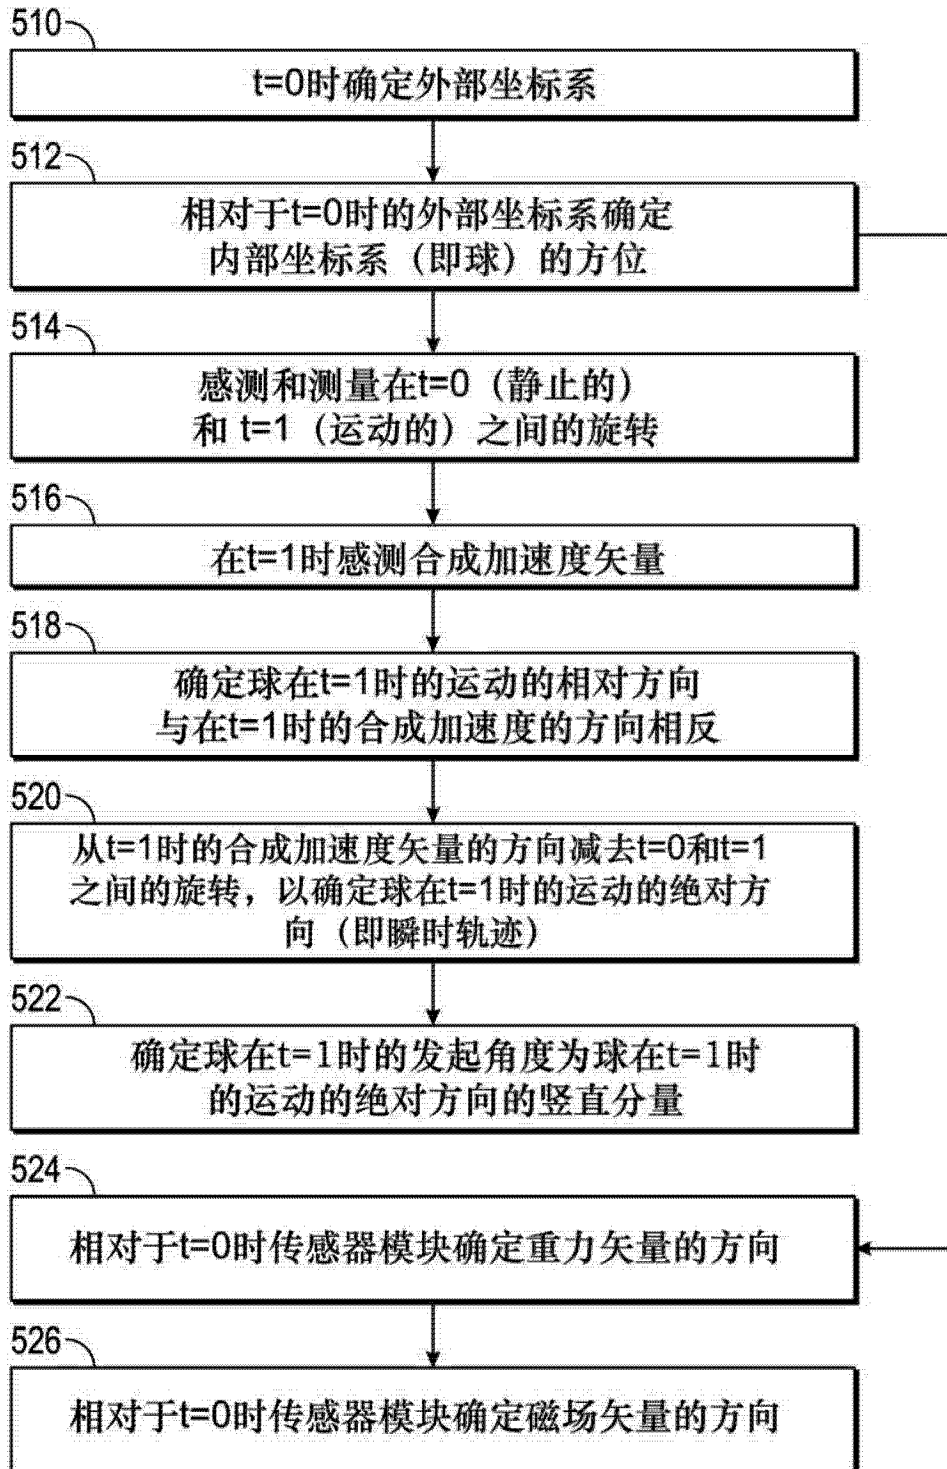 510
t=0时确定外部坐标系
512
相对于t=0时的外部坐标系确定
内部坐标系（即球）的方位
514
感测和测量在t=0（静止的）
和 t=1（运动的）之间的旋转
516
在t=1时感测合成加速度矢量
518
确定球在t=1时的运动的相对方向
与在t=1时的合成加速度的方向相反
520
从t=1时的合成加速度矢量的方向减去t=0和t=1
之间的旋转，以确定球在t=1时的运动的绝对方
向（即瞬时轨迹）
522
确定球在t=1时的发起角度为球在t=1时
的运动的绝对方向的竖直分量
524
相对于t=0时传感器模块确定重力矢量的方向
526
相对于t=0时传感器模块确定磁场矢量的方向